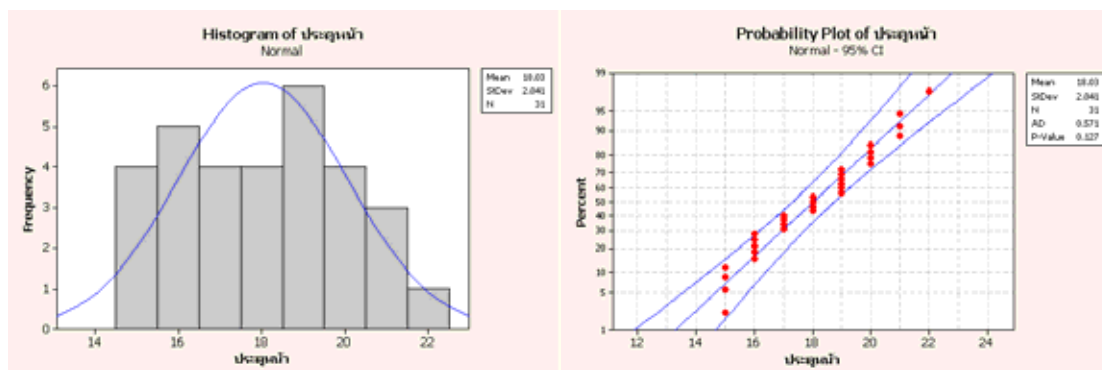 Histogram of ประตูหน้า
Normal
Mean 18.03
StDev 2.041
N 31
Frequency
6
5
4
3
2
1
0
14 16 18 20 22
ประตูหน้า
Probability Plot of ประตูหน้า
Normal - 95% CI
Mean 18.03
StDev 2.041
N 31
AD 0.571
P-Value 0.127
Percent
99
95
90
80
70
60
50
40
30
20
10
5
1
12 14 16 18 20 22 24
ประตูหน้า